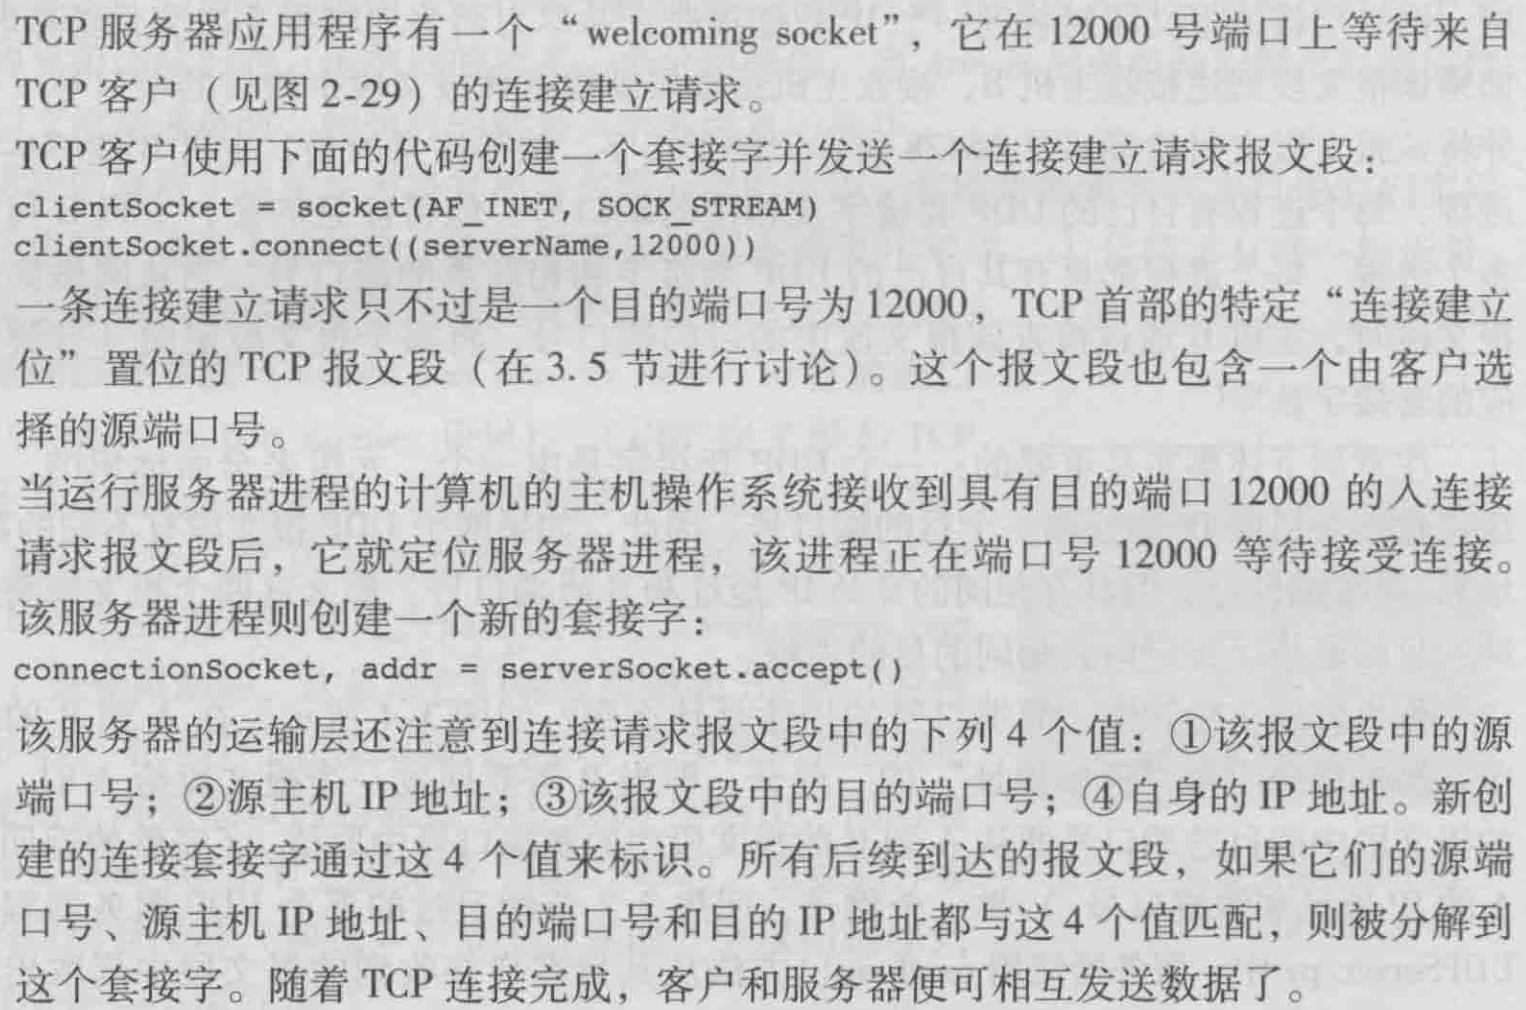 TCP 服务器应用程序有一个“welcoming socket”，它在 12000 号端口上等待来自
TCP 客户（见图 2-29）的连接建立请求。
TCP 客户使用下面的代码创建一个套接字并发送一个连接建立请求报文段：
clientSocket = socket(AF_INET, SOCK_STREAM)
clientSocket.connect((serverName,12000))
一条连接建立请求只不过是一个目的端口号为 12000，TCP 首部的特定“连接建立
位”置位的 TCP 报文段（在 3.5 节进行讨论）。这个报文段也包含一个由客户选
择的源端口号。
当运行服务器进程的计算机的主机操作系统接收到具有目的端口 12000 的入连接
请求报文段后，它就定位服务器进程，该进程正在端口号 12000 等待接受连接。
该服务器进程则创建一个新的套接字：
connectionSocket, addr = serverSocket.accept()
该服务器的运输层还注意到连接请求报文段中的下列 4 个值：①该报文段中的源
端口号；②源主机 IP 地址；③该报文段中的目的端口号；④自身的 IP 地址。新创
建的连接套接字通过这 4 个值来标识。所有后续到达的报文段，如果它们的源端
口号、源主机 IP 地址、目的端口号和目的 IP 地址都与这 4 个值匹配，则被分解到
这个套接字。随着 TCP 连接完成，客户和服务器便可相互发送数据了。